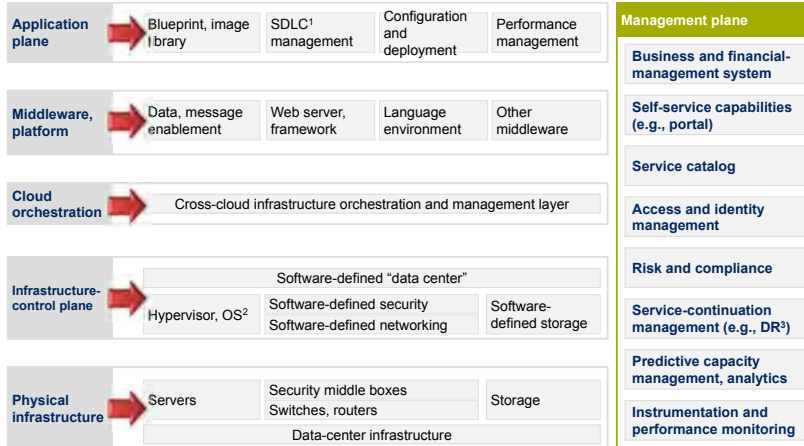 Application
plane
Blueprint, image
library
SDLC¹
management
Configuration
and
deployment
Performance
management
Middleware,
platform
Data, message
enablement
Web server,
framework
Language
environment
Other
middleware
Cloud
orchestration
Cross-cloud infrastructure orchestration and management layer
Infrastructure-
control plane
Software-defined “data center”
Hypervisor, OS²
Software-defined security
Software-defined networking
Software-
defined storage
Physical
infrastructure
Servers
Security middle boxes
Switches, routers
Storage
Data-center infrastructure
Management plane
Business and financial-
management system
Self-service capabilities
(e.g., portal)
Service catalog
Access and identity
management
Risk and compliance
Service-continuation
management (e.g., DR³)
Predictive capacity
management, analytics
Instrumentation and
performance monitoring